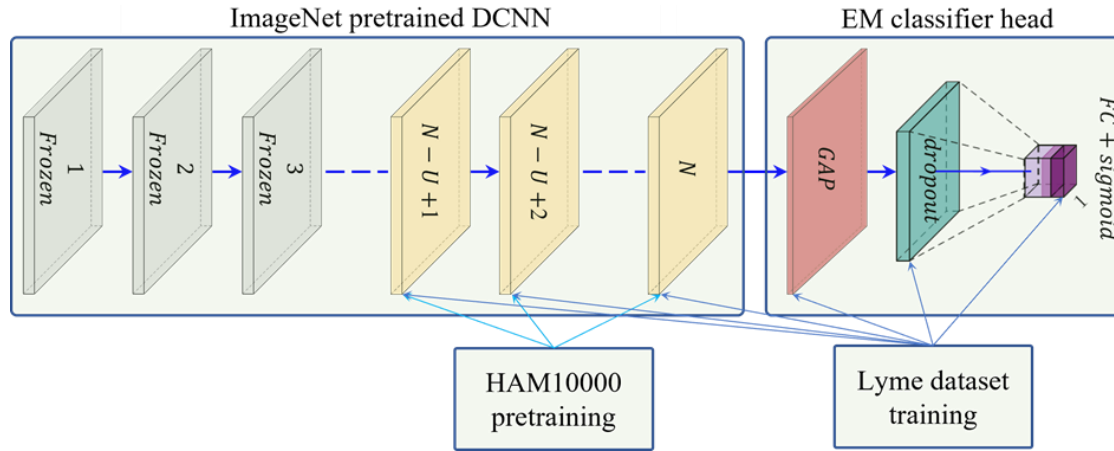 ImageNet pretrained DCNN
EM classifier head
1
Frozen
2
Frozen
3
Frozen
N − U +1
N − U +2
N
GAP
dropout
1
FC + sigmoid
HAM10000
pretraining
Lyme dataset
training